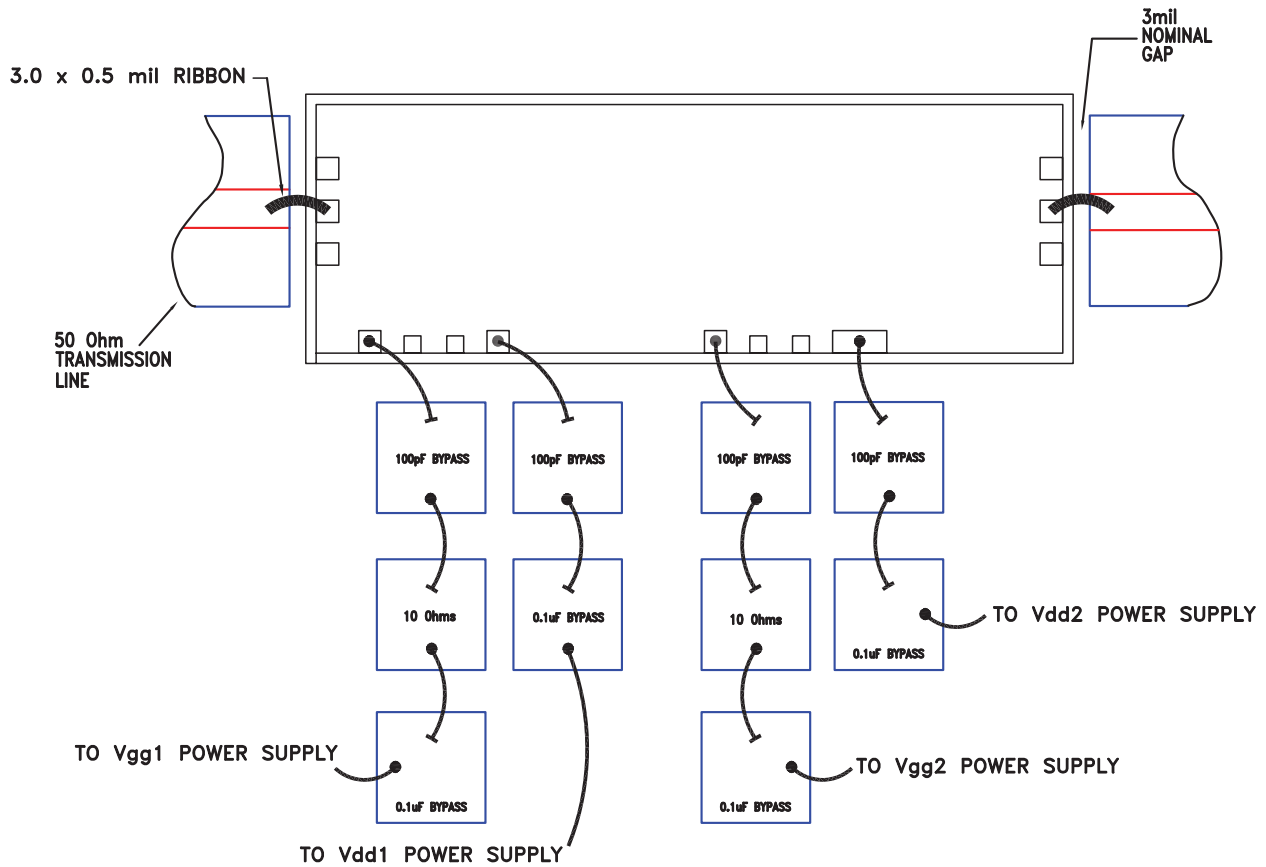 3mil
NOMINAL
GAP
3.0 x 0.5 mil RIBBON
50 Ohm
TRANSMISSION
LINE
100pF BYPASS
100pF BYPASS
100pF BYPASS
100pF BYPASS
10 Ohms
0.1uF BYPASS
10 Ohms
TO Vdd2 POWER SUPPLY
0.1uF BYPASS
TO Vgg1 POWER SUPPLY
0.1uF BYPASS
TO Vgg2 POWER SUPPLY
0.1uF BYPASS
TO Vdd1 POWER SUPPLY